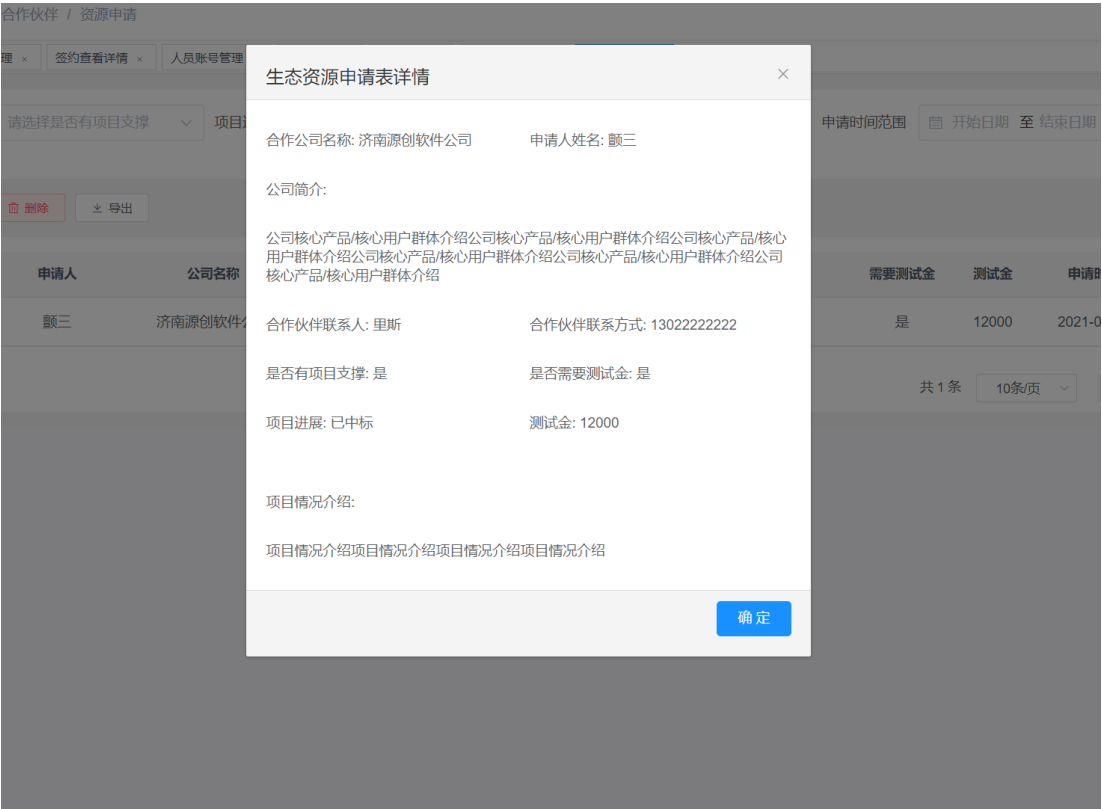 合作伙伴 / 资源申请
理 ×
签约查看详情 ×
人员账号管理
请选择是否有项目支撑
项目
申请时间范围
开始日期 至 结束日期
删除
导出
申请人
公司名称
需要测试金
测试金
申请
颤三
济南源创软件
是
12000
2021-0
共 1 条
10条/页
生态资源申请表详情
合作公司名称: 济南源创软件公司
申请人姓名: 颤三
公司简介:
公司核心产品/核心用户群体介绍公司核心产品/核心用户群体介绍公司核心产品/核心
用户群体介绍公司核心产品/核心用户群体介绍公司核心产品/核心用户群体介绍公司
核心产品/核心用户群体介绍
合作伙伴联系人: 里斯
合作伙伴联系方式: 13022222222
是否有项目支撑: 是
是否需要测试金: 是
项目进展: 已中标
测试金: 12000
项目情况介绍:
项目情况介绍项目情况介绍项目情况介绍项目情况介绍
确 定